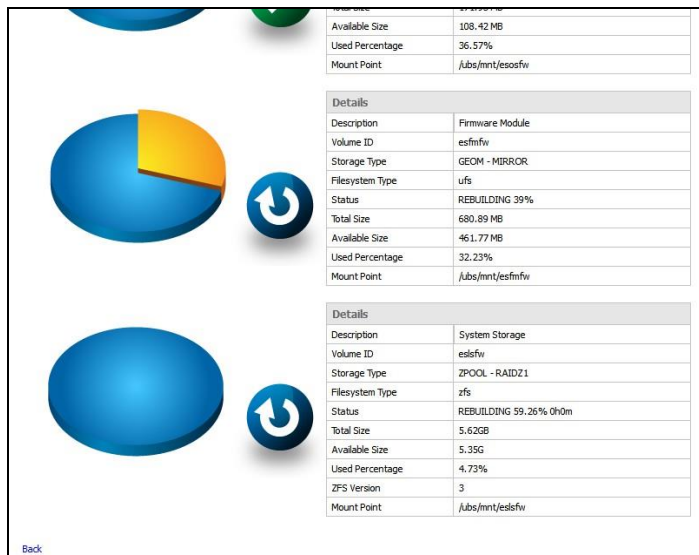 Available Size 108.42 MB
Used Percentage 36.57%
Mount Point /ubs/mnt/esosfw
Details
Description Firmware Module
Volume ID esfmfw
Storage Type GEOM - MIRROR
Filesystem Type ufs
Status REBUILDING 39%
Total Size 680.89 MB
Available Size 461.77 MB
Used Percentage 32.23%
Mount Point /ubs/mnt/esfmfw
Details
Description System Storage
Volume ID eslsfw
Storage Type ZPOOL - RAIDZ1
Filesystem Type zfs
Status REBUILDING 59.26% 0h0m
Total Size 5.62GB
Available Size 5.35G
Used Percentage 4.73%
ZFS Version 3
Mount Point /ubs/mnt/eslsfw
Back